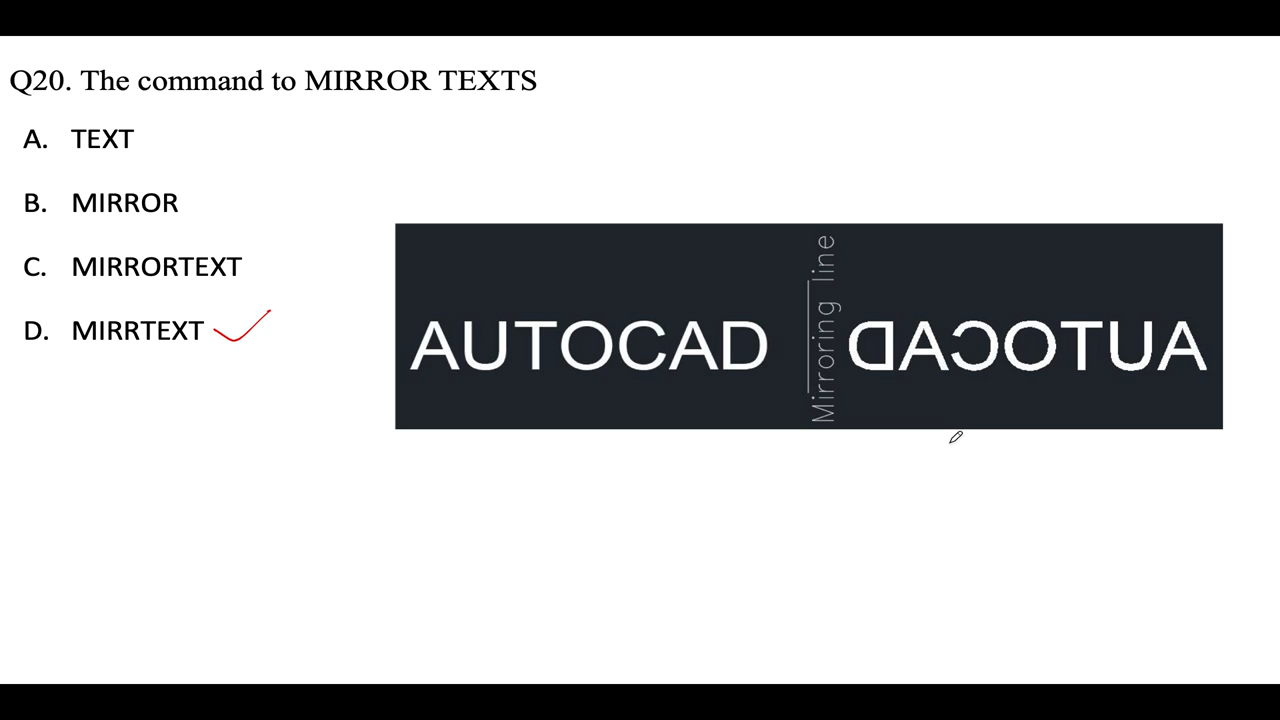 Q20. The command to MIRROR TEXTS
A. TEXT
B. MIRROR
C. MIRRORTEXT
D. MIRRTEXT
AUTOCAD
Mirroring line
AUTOCAD